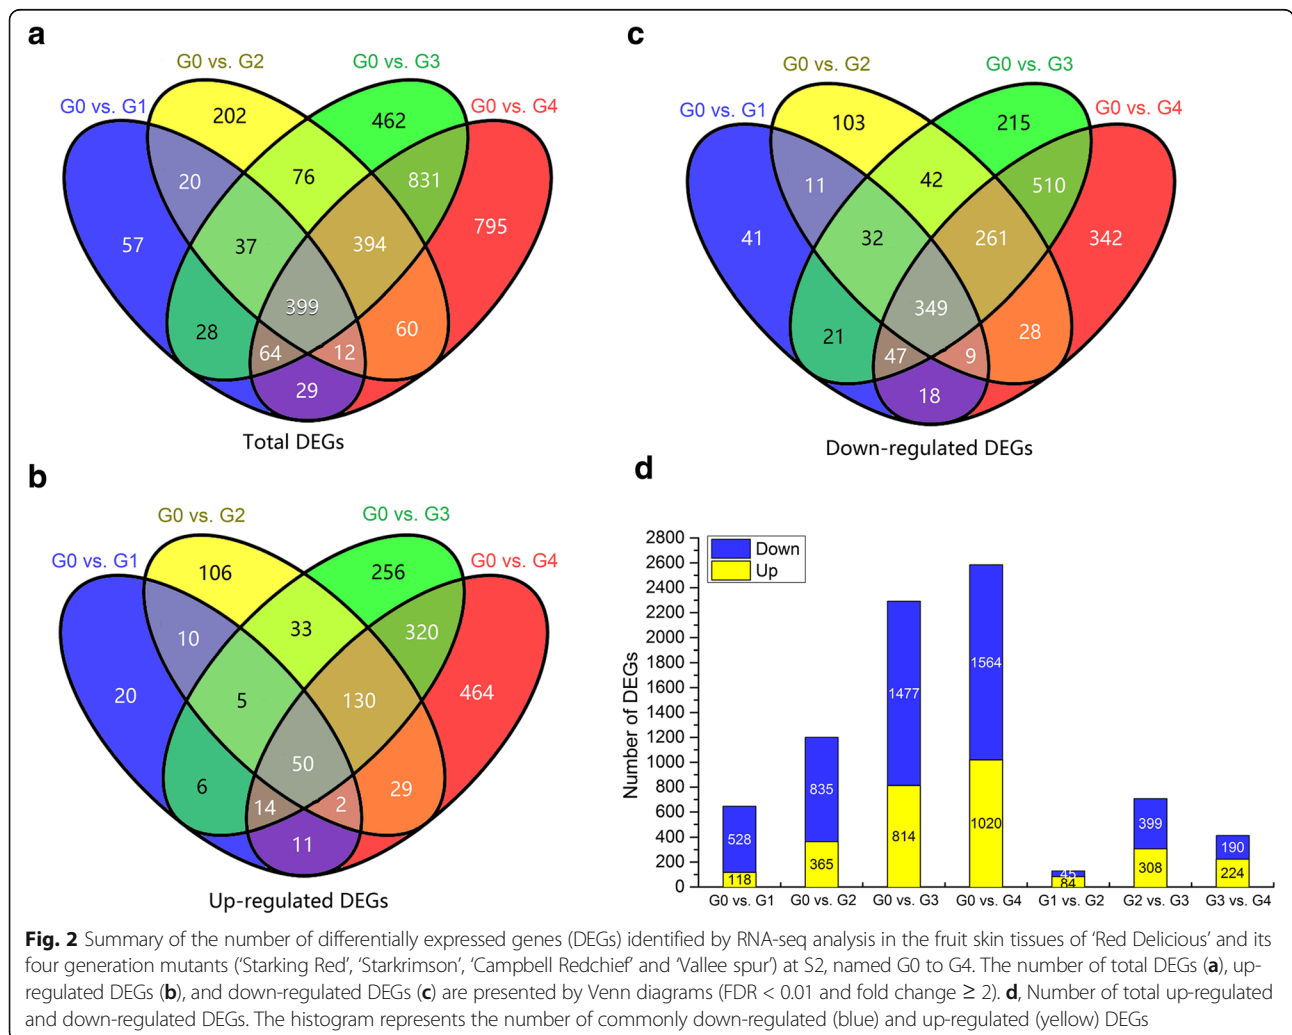 a
G0 vs. G2
G0 vs. G3
G0 vs. G1
G0 vs. G4
202
462
20
76
831
57
37
394
795
399
28
60
64
12
29
Total DEGs
c
G0 vs. G2
G0 vs. G3
G0 vs. G1
G0 vs. G4
103
215
11
42
510
41
32
261
342
349
21
28
47
9
18
Down-regulated DEGs
b
G0 vs. G2
G0 vs. G3
G0 vs. G1
G0 vs. G4
106
256
10
33
320
20
5
130
464
50
6
29
14
2
11
Up-regulated DEGs
d
Number of DEGs
2800
2600
2400
2200
2000
1800
1600
1400
1200
1000
800
600
400
200
0
Down
Up
528
118
835
365
1477
814
1564
1020
45
84
399
308
190
224
G0 vs. G1 G0 vs. G2 G0 vs. G3 G0 vs. G4 G1 vs. G2 G2 vs. G3 G3 vs. G4
Fig. 2 Summary of the number of differentially expressed genes (DEGs) identified by RNA-seq analysis in the fruit skin tissues of ‘Red Delicious’ and its
four generation mutants (‘Starking Red’, ‘Starkrimson’, ‘Campbell Redchief’ and ‘Vallee spur’) at S2, named G0 to G4. The number of total DEGs (a), up-
regulated DEGs (b), and down-regulated DEGs (c) are presented by Venn diagrams (FDR < 0.01 and fold change ≥ 2). d, Number of total up-regulated
and down-regulated DEGs. The histogram represents the number of commonly down-regulated (blue) and up-regulated (yellow) DEGs